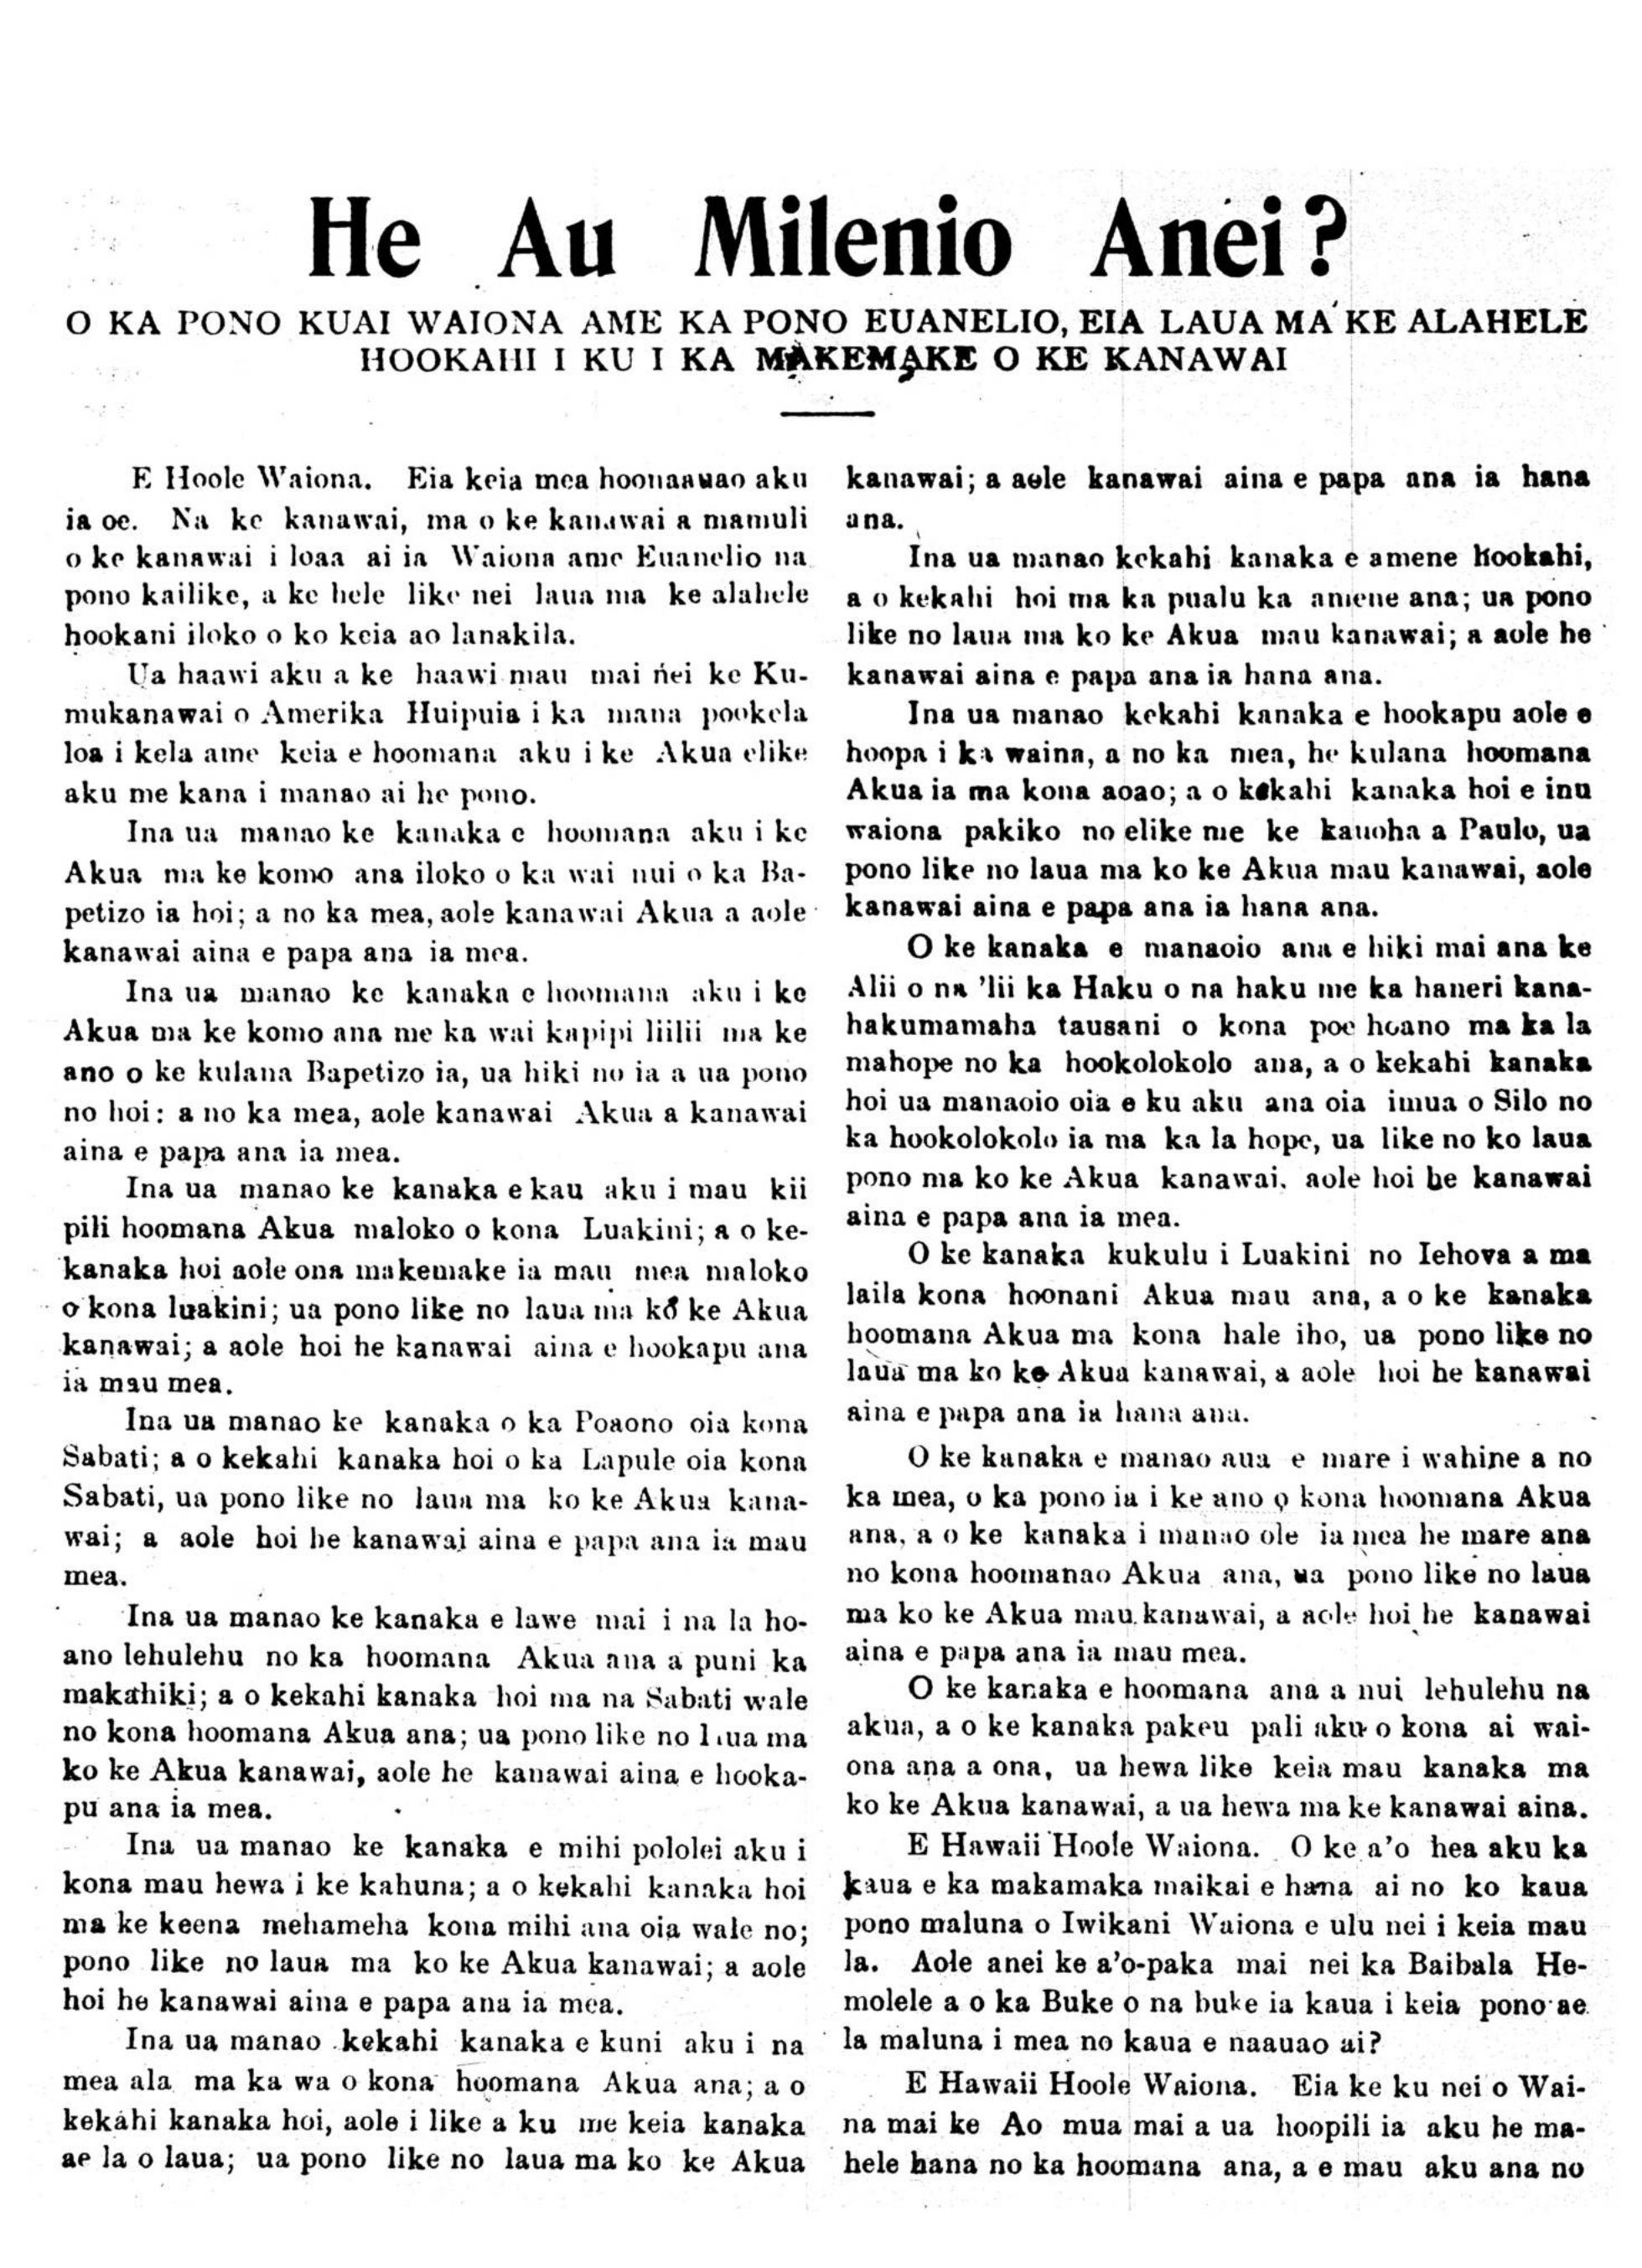 He Au Milenio Anei?
O KA PONO KUAI WAIONA AME KA PONO EUANELIO, EIA LAUA MA KE ALAHELE
HOOKAHI I KU I KA MAKEMAKE O KE KANAWAI
E Hoole Waiona. Eia keia mea hoonaauao aku
ia oe. Na ke kanawai, ma o ke kanawai a mamuli
o ke kanawai i loaa ai ia Waiona ame Euanelio na
pono kailike, a ke hele like nei laua ma ke alahele
hookani iloko o ko keia ao lanakila.
Ua haawi aku a ke haawi mau mai nei ke Ku-
mukanawai o Amerika Huipuia i ka mana pookela
loa i kela ame keia e hoomana aku i ke Akua elike
aku me kana i manao ai he pono.
Ina ua manao ke kanaka e hoomana aku i ke
Akua ma ke komo ana iloko o ka wai nui o ka Ba-
petizo ia hoi; a no ka mea, aole kanawai Akua a aole
kanawai aina e papa ana ia mea.
Ina ua manao ke kanaka e hoomana aku i ke
Akua ma ke komo ana me ka wai kapipi liilii ma ke
ano o ke kulana Bapetizo ia, ua hiki no ia a ua pono
no hoi: a no ka mea, aole kanawai Akua a kanawai
aina e papa ana ia mea.
Ina ua manao ke kanaka e kau aku i mau kii
pili hoomana Akua maloko o kona Luakini; a o ke-
kanaka hoi aole ona makemake ia mau mea maloko
o kona luakini; ua pono like no laua ma ko ke Akua
kanawai; a aole hoi he kanawai aina e hookapu ana
ia mau mea.
Ina ua manao ke kanaka o ka Poaono oia kona
Sabati; a o kekahi kanaka hoi o ka Lapule oia kona
Sabati, ua pono like no laua ma ko ke Akua kana-
wai; a aole hoi he kanawai aina e papa ana ia mau
mea.
Ina ua manao ke kanaka e lawe mai i na la ho-
ano lehulehu no ka hoomana Akua ana a puni ka
makahiki; a o kekahi kanaka hoi ma na Sabati wale
no kona hoomana Akua ana; ua pono like no laua ma
ko ke Akua kanawai, aole he kanawai aina e hooka-
pu ana ia mea.
Ina ua manao ke kanaka e mihi pololei aku i
kona mau hewa i ke kahuna; a o kekahi kanaka hoi
ma ke keena mehameha kona mihi ana oia wale no;
pono like no laua ma ko ke Akua kanawai; a aole
hoi he kanawai aina e papa ana ia mea.
Ina ua manao kekahi kanaka e kuni aku i na
mea ala ma ka wa o kona hoomana Akua ana; a o
kekahi kanaka hoi, aole i like a ku me keia kanaka
ae la o laua; ua pono like no laua ma ko ke Akua
kanawai; a aole kanawai aina e papa ana ia hana
ana.
Ina ua manao kekahi kanaka e amene hookahi,
a o kekahi hoi ma ka pualu ka amene ana; ua pono
like no laua ma ko ke Akua mau kanawai; a aole he
kanawai aina e papa ana ia hana ana.
Ina ua manao kekahi kanaka e hookapu aole e
hoopa i ka waina, a no ka mea, he kulana hoomana
Akua ia ma kona aoao; a o kekahi kanaka hoi e inu
waiona pakiko no elike me ke kauoha a Paulo, ua
pono like no laua ma ko ke Akua mau kanawai, aole
kanawai aina e papa ana ia hana ana.
O ke kanaka e manaoio ana e hiki mai ana ke
Alii o na 'lii ka Haku o na haku me ka haneri kana-
hakumamaha tausani o kona poe hoano ma ka la
mahope no ka hookolokolo ana, a o kekahi kanaka
hoi ua manaoio oia e ku aku ana oia imua o Silo no
ka hookolokolo ia ma ka la hope, ua like no ko laua
pono ma ko ke Akua kanawai, aole hoi he kanawai
aina e papa ana ia mea.
O ke kanaka kukulu i Luakini no Iehova a ma
laila kona hoonani Akua mau ana, a o ke kanaka
hoomana Akua ma kona hale iho, ua pono like no
laua ma ko ke Akua kanawai, a aole hoi he kanawai
aina e papa ana ia hana ana.
O ke kanaka e manao aua e mare i wahine a no
ka mea, o ka pono ia i ke ano o kona hoomana Akua
ana, a o ke kanaka i manao ole ia mea he mare ana
no kona hoomanao Akua ana, ua pono like no laua
ma ko ke Akua mau kanawai, a aole hoi he kanawai
aina e papa ana ia mau mea.
O ke kanaka e hoomana ana a nui lehulehu na
akua, a o ke kanaka pakeu pali aku o kona ai wai-
ona ana a ona, ua hewa like keia mau kanaka ma
ko ke Akua kanawai, a ua hewa ma ke kanawai aina.
E Hawaii Hoole Waiona. O ke a'o hea aku ka
kaua e ka makamaka maikai e hana ai no ko kaua
pono maluna o Iwikani Waiona e ulu nei i keia mau
la. Aole anei ke a'o-paka mai nei ka Baibala He-
molele a o ka Buke o na buke ia kaua i keia pono ae
la maluna i mea no kaua e naauao ai?
E Hawaii Hoole Waiona. Eia ke ku nei o Wai-
na mai ke Ao mua mai a ua hoopili ia aku he ma-
hele hana no ka hoomana ana, a e mau aku ana no